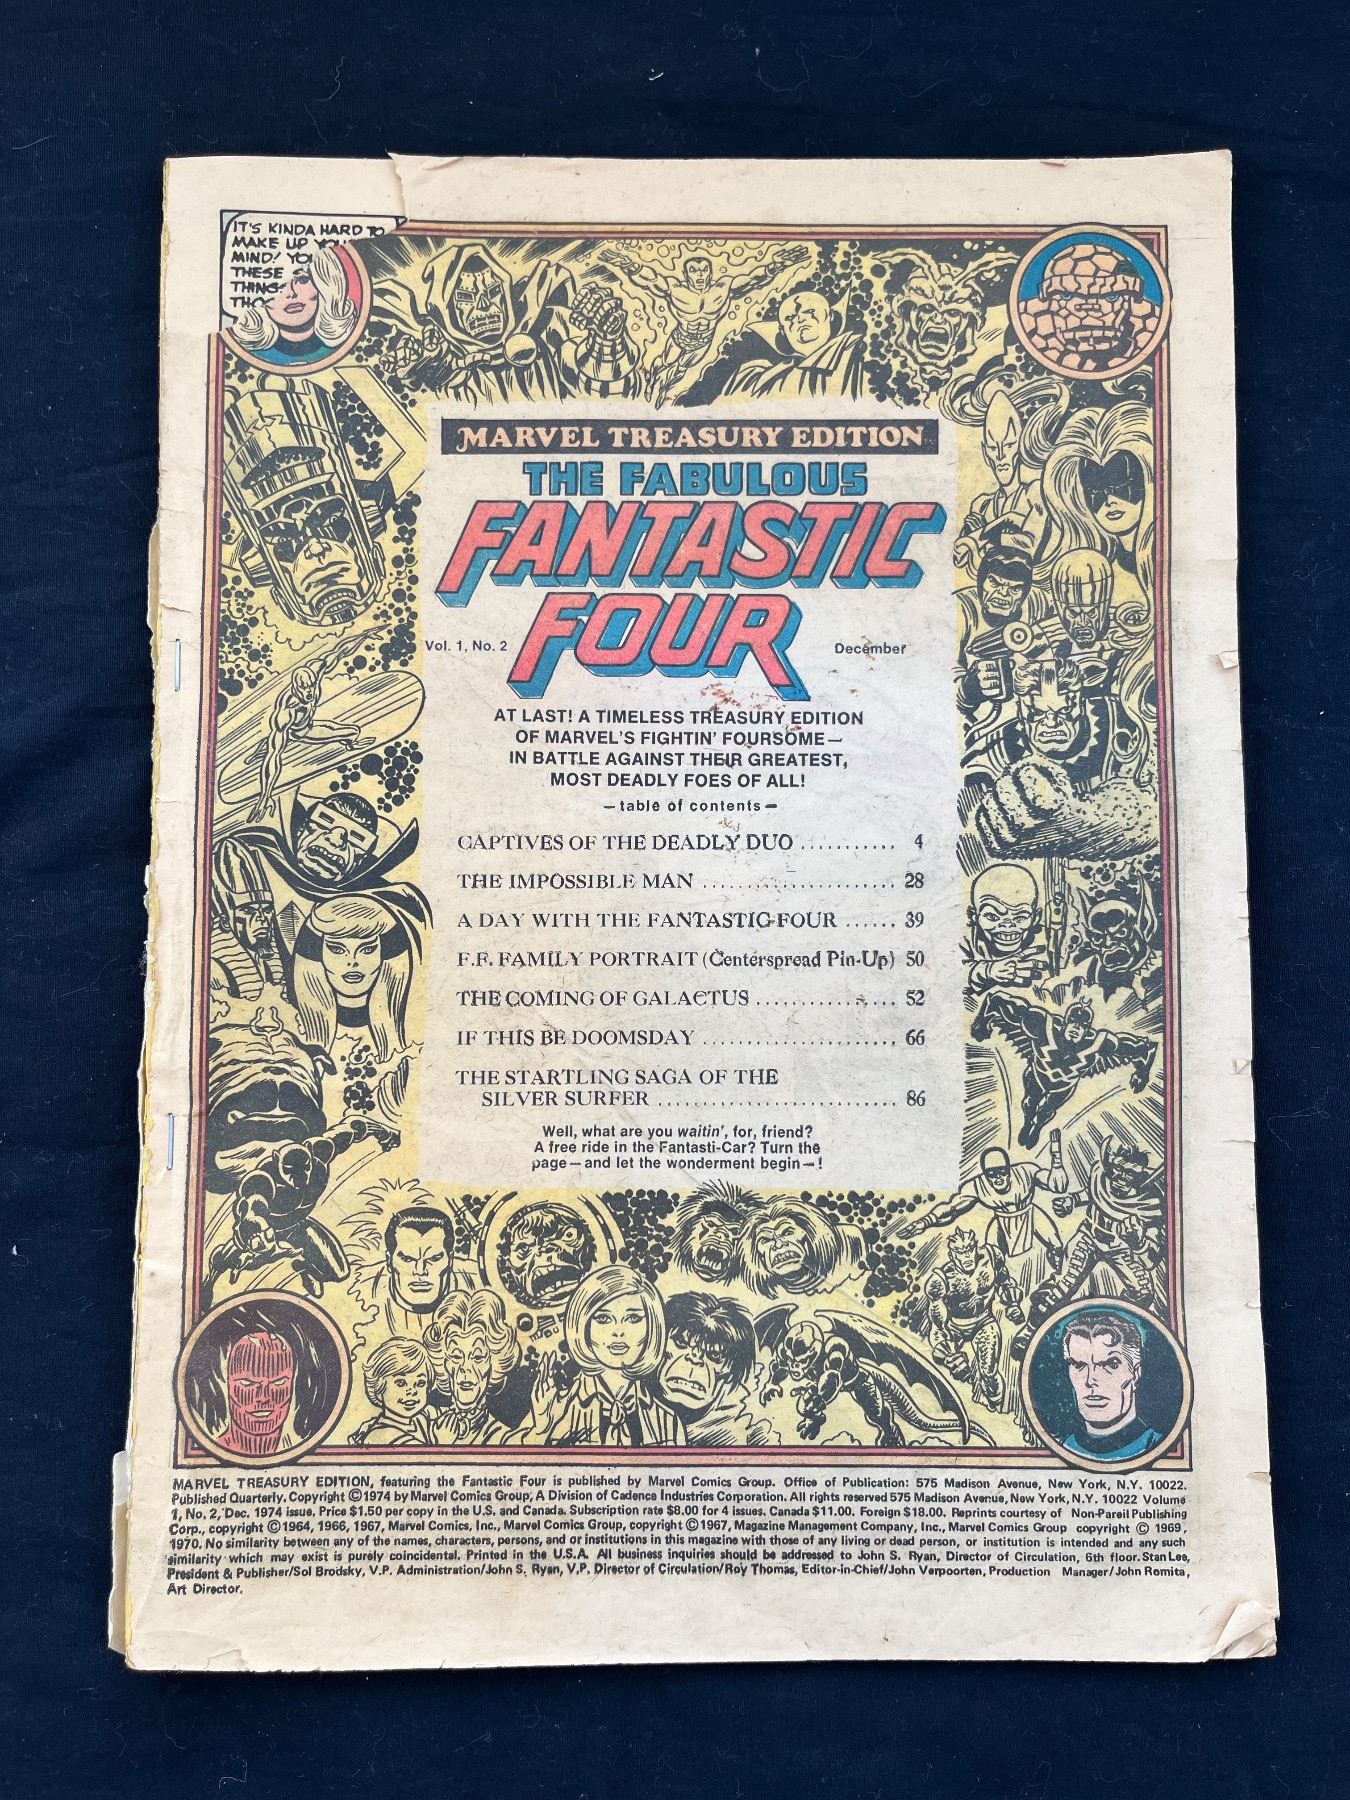 IT'S KINDA HARD TO
MAKE UP
MIND!
THESE
MARVEL TREASURY EDITION
THE FABULOUS
FANTASTIC
FOUR
Vol. 1, No. 2
December
AT LAST! A TIMELESS TREASURY EDITION
OF MARVEL'S FIGHTIN' FOURSOME—
IN BATTLE AGAINST THEIR GREATEST,
MOST DEADLY FOES OF ALL!
— table of contents —
CAPTIVES OF THE DEADLY DUO ........... 4
THE IMPOSSIBLE MAN ...................... 28
A DAY WITH THE FANTASTIC FOUR ...... 39
F.F. FAMILY PORTRAIT (Centerspread Pin-Up) 50
THE COMING OF GALACTUS ................ 52
IF THIS BE DOOMSDAY ...................... 66
THE STARTLING SAGA OF THE
SILVER SURFER ........................... 86
Well, what are you waitin', for, friend?
A free ride in the Fantasti-Car? Turn the
page—and let the wonderment begin—!
MARVEL TREASURY EDITION, featuring the Fantastic Four is published by Marvel Comics Group. Office of Publication: 575 Madison Avenue, New York, N.Y. 10022.
Published Quarterly. Copyright ©1974 by Marvel Comics Group, A Division of Cadence Industries Corporation. All rights reserved 575 Madison Avenue, New York, N.Y. 10022 Volume
1, No. 2, Dec. 1974 issue. Price $1.50 per copy in the U.S. and Canada. Subscription rate $8.00 for 4 issues. Canada $11.00. Foreign $18.00. Reprints courtesy of Non-Pareil Publishing
Corp., copyright ©1964, 1966, 1967, Marvel Comics, Inc., Marvel Comics Group, copyright ©1967, Magazine Management Company, Inc., Marvel Comics Group copyright © 1969,
1970. No similarity between any of the names, characters, persons, and or institutions in this magazine with those of any living or dead person, or institution is intended and any such
similarity which may exist is purely coincidental. Printed in the U.S.A. All business inquiries should be addressed to John S. Ryan, Director of Circulation, 6th floor. Stan Lee,
President & Publisher/Sol Brodsky, V.P. Administration/John S. Ryan, V.P. Director of Circulation/Roy Thomas, Editor-in-Chief/John Verpoorten, Production Manager/John Romita,
Art Director.